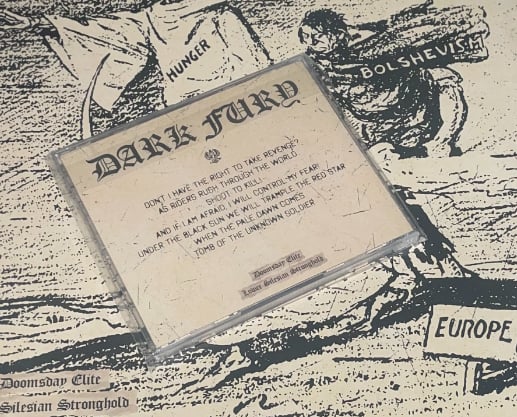 HUNGER
BOLSHEVISM
DARK FURY
DON'T I HAVE THE RIGHT TO TAKE REVENGE?
AS RIDERS RUSH THROUGH THE WORLD
SHOOT TO KILL!
AND IF I AM AFRAID, I WILL CONTROL MY FEAR!
UNDER THE BLACK SUN WE WILL TRAMPLE THE RED STAR
WHEN THE PALE DAWN COMES
TOMB OF THE UNKNOWN SOLDIER
Doomsday Elite
Lower Silesian Stronghold
EUROPE
Doomsday Elite
Silesian Stronghold